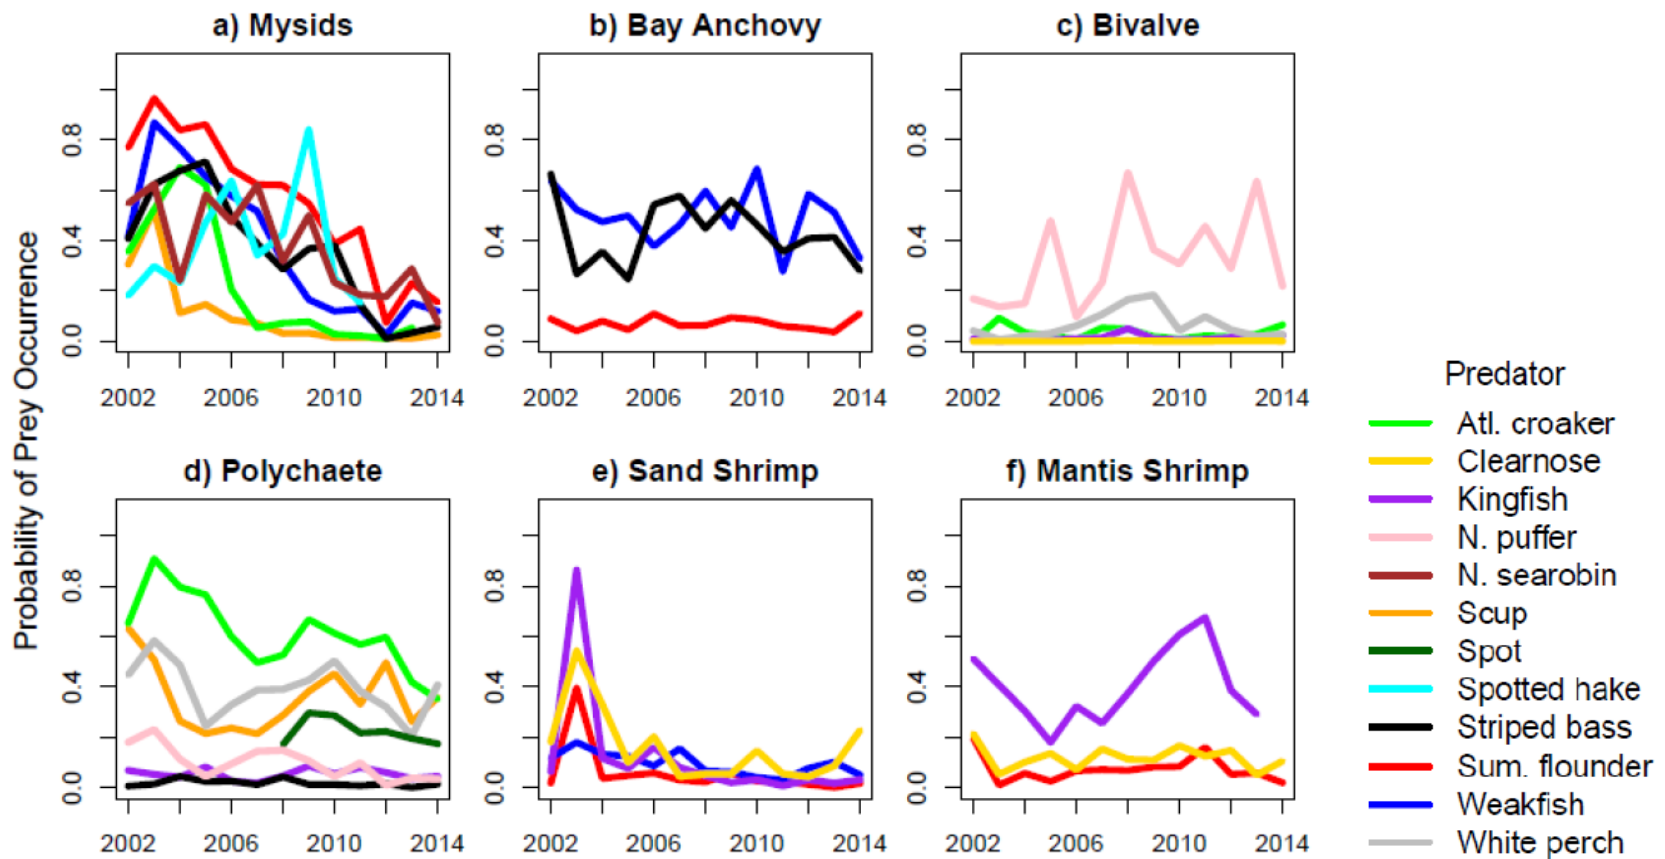 a) Mysids
b) Bay Anchovy
c) Bivalve
0.8
0.4
0.0
0.8
0.4
0.0
0.8
0.4
0.0
2002 2006 2010 2014
2002 2006 2010 2014
2002 2006 2010 2014
Probability of Prey Occurrence
d) Polychaete
e) Sand Shrimp
f) Mantis Shrimp
0.8
0.4
0.0
0.8
0.4
0.0
0.8
0.4
0.0
2002 2006 2010 2014
2002 2006 2010 2014
2002 2006 2010 2014
Predator
Atl. croaker
Clearnose
Kingfish
N. puffer
N. searobin
Scup
Spot
Spotted hake
Striped bass
Sum. flounder
Weakfish
White perch